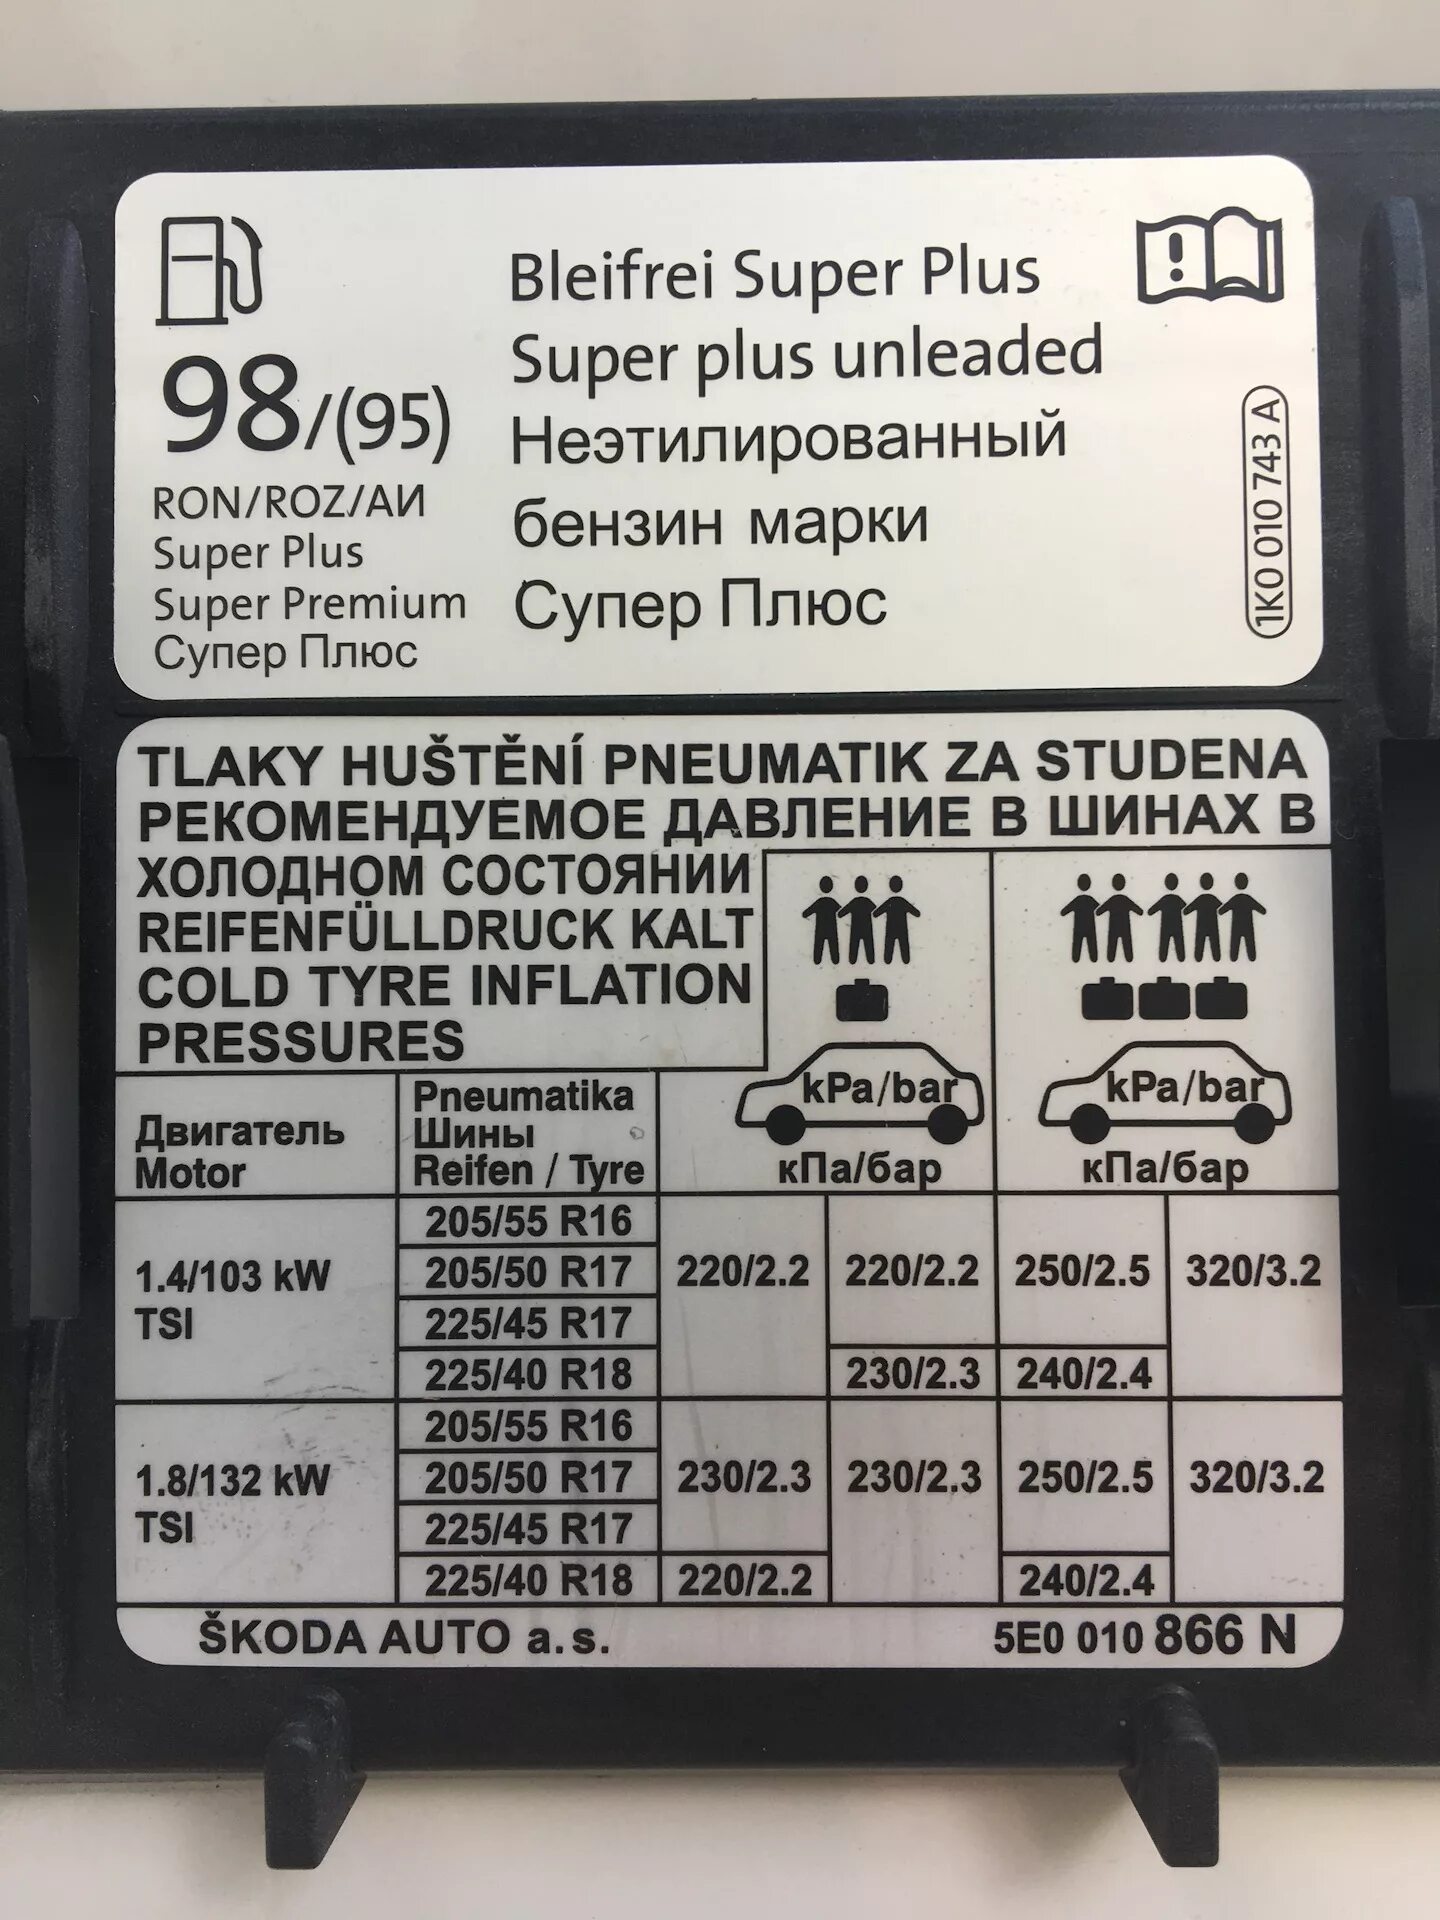 98/(95)
RON/ROZ/АИ
Super Plus
Super Premium
Супер Плюс
Bleifrei Super Plus
Super plus unleaded
Неэтилированный
бензин марки
Супер Плюс
1K0 010 743 A
TLAKY HUŠTĚNÍ PNEUMATIK ZA STUDENA
РЕКОМЕНДУЕМОЕ ДАВЛЕНИЕ В ШИНАХ В
ХОЛОДНОМ СОСТОЯНИИ
REIFENFÜLLDRUCK KALT
COLD TYRE INFLATION
PRESSURES
kPa/bar
кПа/бар
kPa/bar
кПа/бар
Двигатель
Motor
Pneumatika
Шины
Reifen / Tyre
1.4/103 kW
TSI
205/55 R16
205/50 R17
225/45 R17
225/40 R18
220/2.2
220/2.2
250/2.5
320/3.2
230/2.3
240/2.4
1.8/132 kW
TSI
205/55 R16
205/50 R17
225/45 R17
225/40 R18
230/2.3
230/2.3
250/2.5
320/3.2
220/2.2
240/2.4
ŠKODA AUTO a.s.
5E0 010 866 N